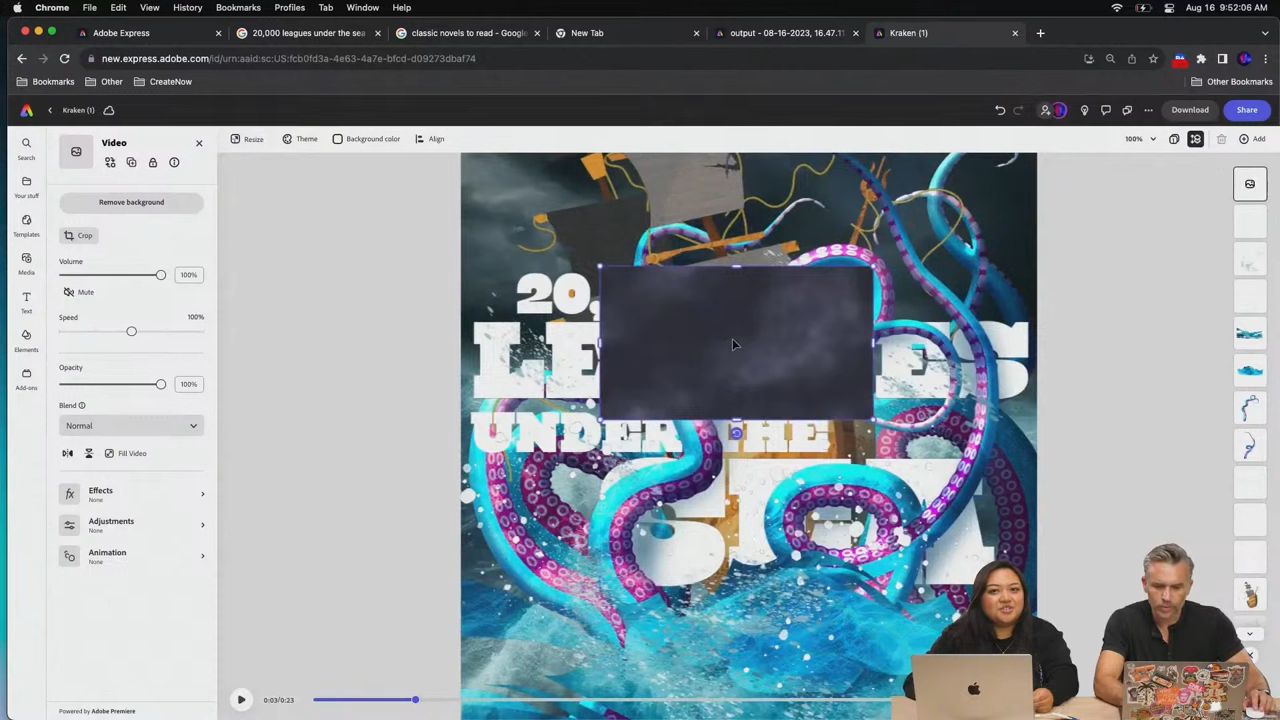 Chrome File Edit View History Bookmarks Profiles Tab Window Help Aug 16 9:52:06 AM
Adobe Express 20,000 leagues under the sea classic novels to read - Google New Tab output - 08-16-2023, 16.47.11 Kraken (1)
new.express.adobe.com/id/urn:aaid:sc:US:fcb0fd3a-4e63-4a7e-bfcd-d09273dbaf74
Bookmarks Other CreateNow Other Bookmarks
Kraken (1) Download Share
Search
Your stuff
Templates
Media
Text
Elements
Add-ons
Video
Remove background
Crop
Volume
100%
Mute
Speed 100%
Opacity
100%
Blend
Normal
Fill Video
Effects
None
Adjustments
None
Animation
None
Powered by Adobe Premiere
Resize Theme Background color Align 100% Add
20,
LE ES
UNDER THE
SEA
0:03/0:23